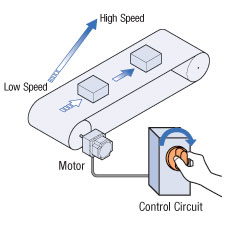 High Speed
Low Speed
Motor
Control Circuit